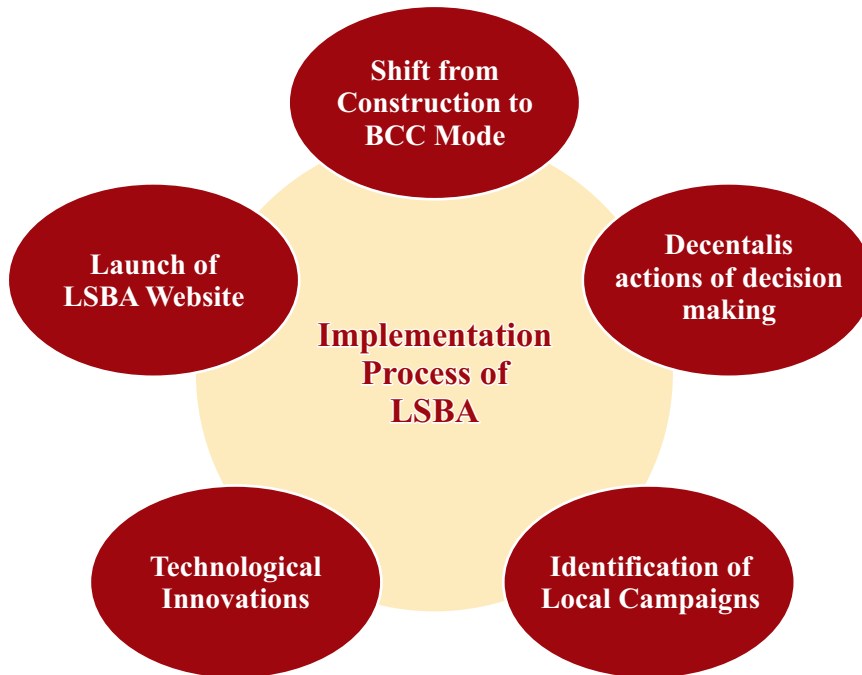 Shift from
Construction to
BCC Mode
Launch of
LSBA Website
Decentalis
actions of decision
making
Implementation
Process of
LSBA
Technological
Innovations
Identification of
Local Campaigns